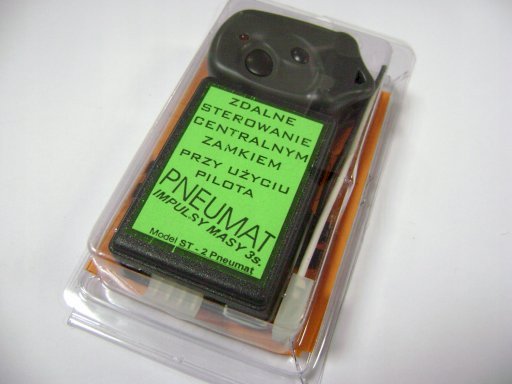 ZDALNE
STEROWANIE
CENTRALNYM
ZAMKIEM
PRZY UŻYCIU
PILOTA
PNEUMAT
IMPULSY MASY 3s.
Model ST - 2 Pneumat